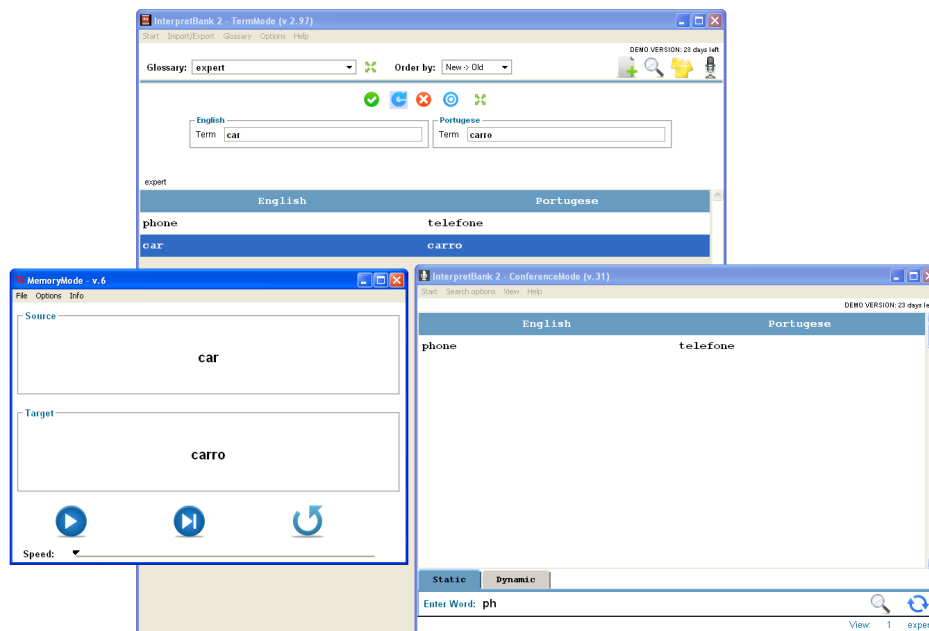 InterpretBank 2 - TermMode (v 2.97)
Start Import/Export Glossary Options Help
DEMO VERSION: 23 days left
Glossary: expert Order by: New -> Old
English
Term car
Portugese
Term carro
expert
English Portugese
phone telefone
car carro
MemoryMode - v.6
File Options Info
Source
car
Target
carro
Speed:
InterpretBank 2 - ConferenceMode (v.31)
Start Search options View Help
DEMO VERSION: 23 days le
English Portugese
phone telefone
Static Dynamic
Enter Word: ph
View: 1 exper